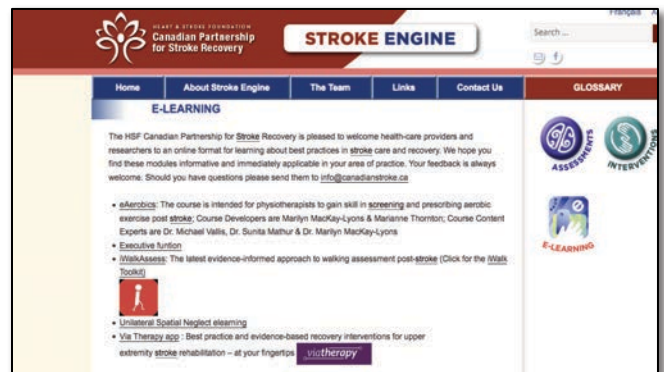 Français
HEART & STROKE FOUNDATION
Canadian Partnership
for Stroke Recovery
STROKE ENGINE
Search ...
Home About Stroke Engine The Team Links Contact Us GLOSSARY
E-LEARNING
The HSF Canadian Partnership for Stroke Recovery is pleased to welcome health-care providers and
researchers to an online format for learning about best practices in stroke care and recovery. We hope you
find these modules informative and immediately applicable in your area of practice. Your feedback is always
welcome. Should you have questions please send them to info@canadianstroke.ca
• eAerobics: The course is intended for physiotherapists to gain skill in screening and prescribing aerobic
exercise post stroke; Course Developers are Marilyn MacKay-Lyons & Marianne Thornton; Course Content
Experts are Dr. Michael Vallis, Dr. Sunita Mathur & Dr. Marilyn MacKay-Lyons
• Executive funtion
• iWalkAssess: The latest evidence-informed approach to walking assessment post-stroke (Click for the iWalk
Toolkit)
• Unilateral Spatial Neglect elearning
• Via Therapy app : Best practice and evidence-based recovery interventions for upper
extremity stroke rehabilitation – at your fingertips viatherapy
ASSESSMENTS
INTERVENTIONS
E-LEARNING